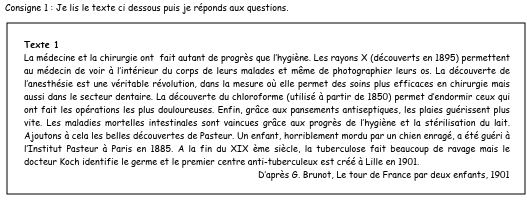 Consigne 1 : Je lis le texte ci dessous puis je réponds aux questions.
Texte 1
La médecine et la chirurgie ont fait autant de progrès que l'hygiène. Les rayons X (découverts en 1895) permettent
au médecin de voir à l'intérieur du corps de leurs malades et même de photographier leurs os. La découverte de
l'anesthésie est une véritable révolution, dans la mesure où elle permet des soins plus efficaces en chirurgie mais
aussi dans le secteur dentaire. La découverte du chloroforme (utilisé à partir de 1850) permet d'endormir ceux qui
ont fait les opérations les plus douloureuses. Enfin, grâce aux pansements antiseptiques, les plaies guérissent plus
vite. Les maladies mortelles intestinales sont vaincues grâce aux progrès de l'hygiène et la stérilisation du lait.
Ajoutons à cela les belles découvertes de Pasteur. Un enfant, horriblement mordu par un chien enragé, a été guéri à
l'Institut Pasteur à Paris en 1885. A la fin du XIX ème siècle, la tuberculose fait beaucoup de ravage mais le
docteur Koch identifie le germe et le premier centre anti-tuberculeux est créé à Lille en 1901.
D'après G. Brunot, Le tour de France par deux enfants, 1901